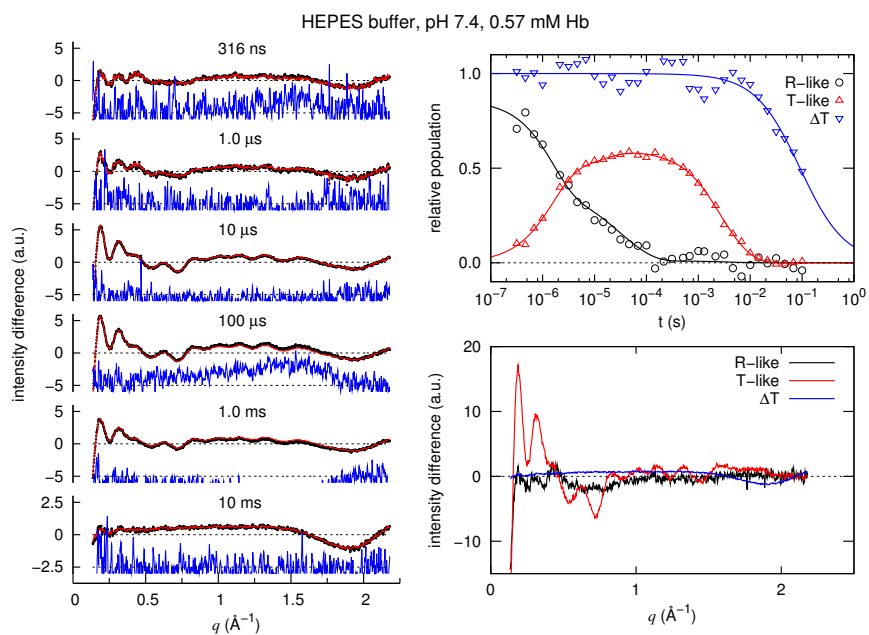 HEPES buffer, pH 7.4, 0.57 mM Hb
intensity difference (a.u.)
316 ns
5
0
−5
1.0 μs
5
0
−5
10 μs
5
0
−5
100 μs
5
0
−5
1.0 ms
5
0
−5
10 ms
2.5
0
−2.5
0 0.5 1 1.5 2
q (Å⁻¹)
relative population
1.0
0.5
0.0
R−like
T−like
ΔT
10⁻⁷ 10⁻⁶ 10⁻⁵ 10⁻⁴ 10⁻³ 10⁻² 10⁻¹ 10⁰
t (s)
intensity difference (a.u.)
20
10
0
−10
R−like
T−like
ΔT
0 1 2
q (Å⁻¹)